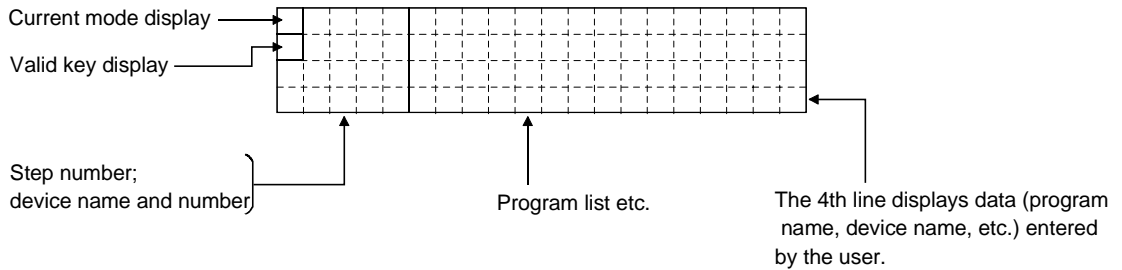 Current mode display
Valid key display
Step number;
device name and number
Program list etc.
The 4th line displays data (program
name, device name, etc.) entered
by the user.